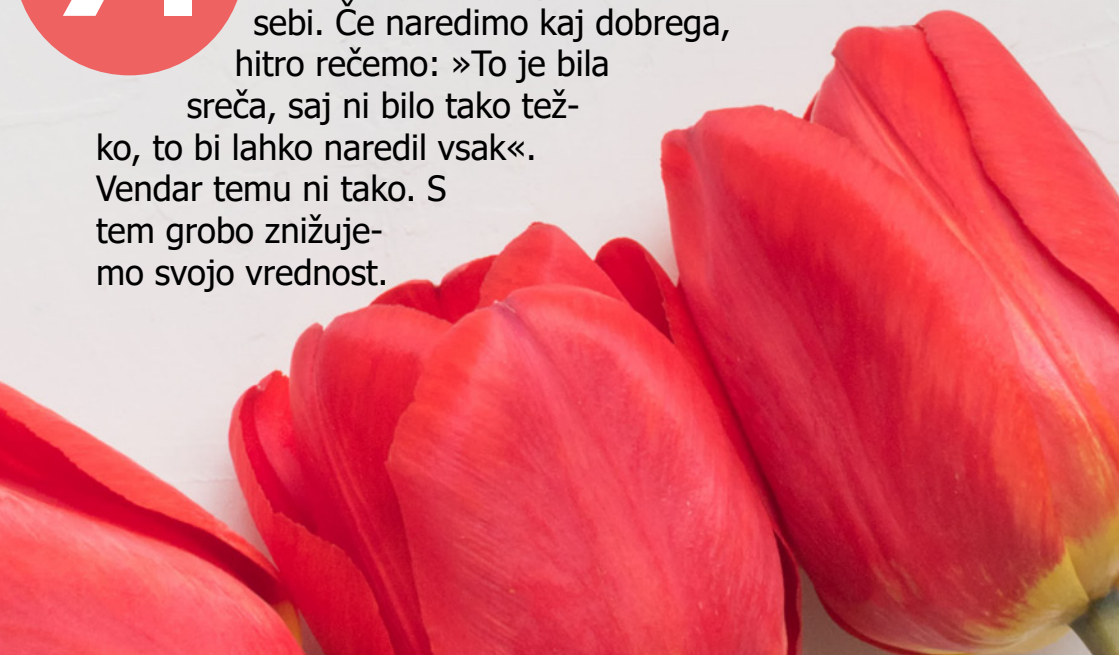 sebi. Če naredimo kaj dobrega,
hitro rečemo: »To je bila
sreča, saj ni bilo tako tež-
ko, to bi lahko naredil vsak«.
Vendar temu ni tako. S
tem grobo znižuje-
mo svojo vrednost.